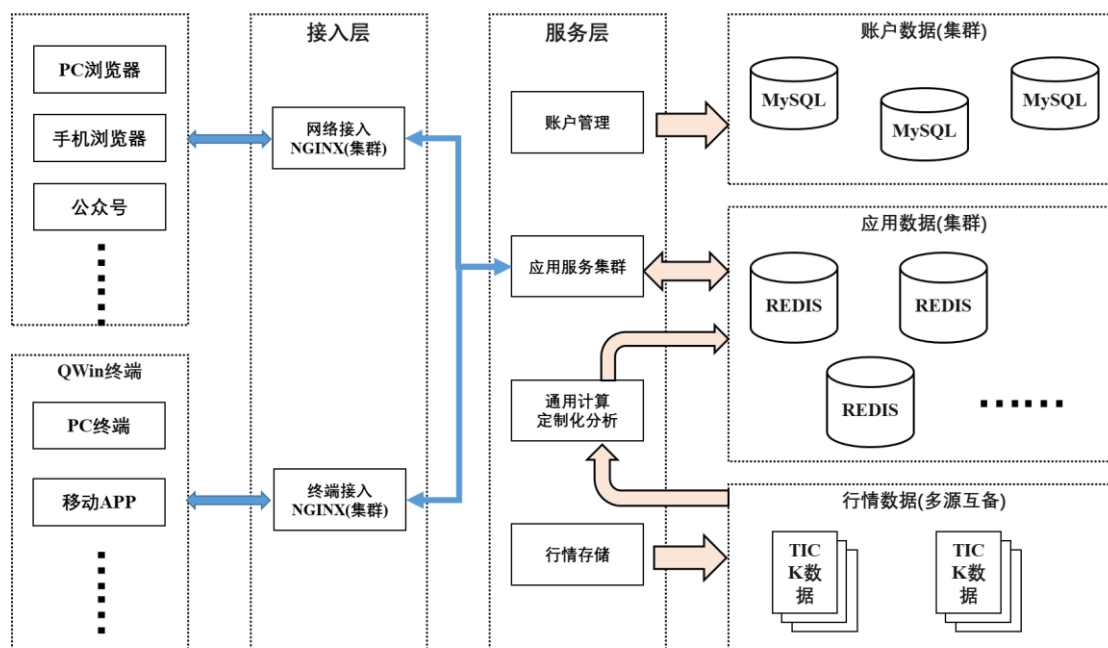 PC浏览器
手机浏览器
公众号
QWin终端
PC终端
移动APP
接入层
网络接入
NGINX(集群)
终端接入
NGINX(集群)
服务层
账户管理
应用服务集群
通用计算
定制化分析
行情存储
账户数据(集群)
MySQL
MySQL
MySQL
应用数据(集群)
REDIS
REDIS
REDIS
行情数据(多源互备)
TIC
K数
据
TIC
K数
据